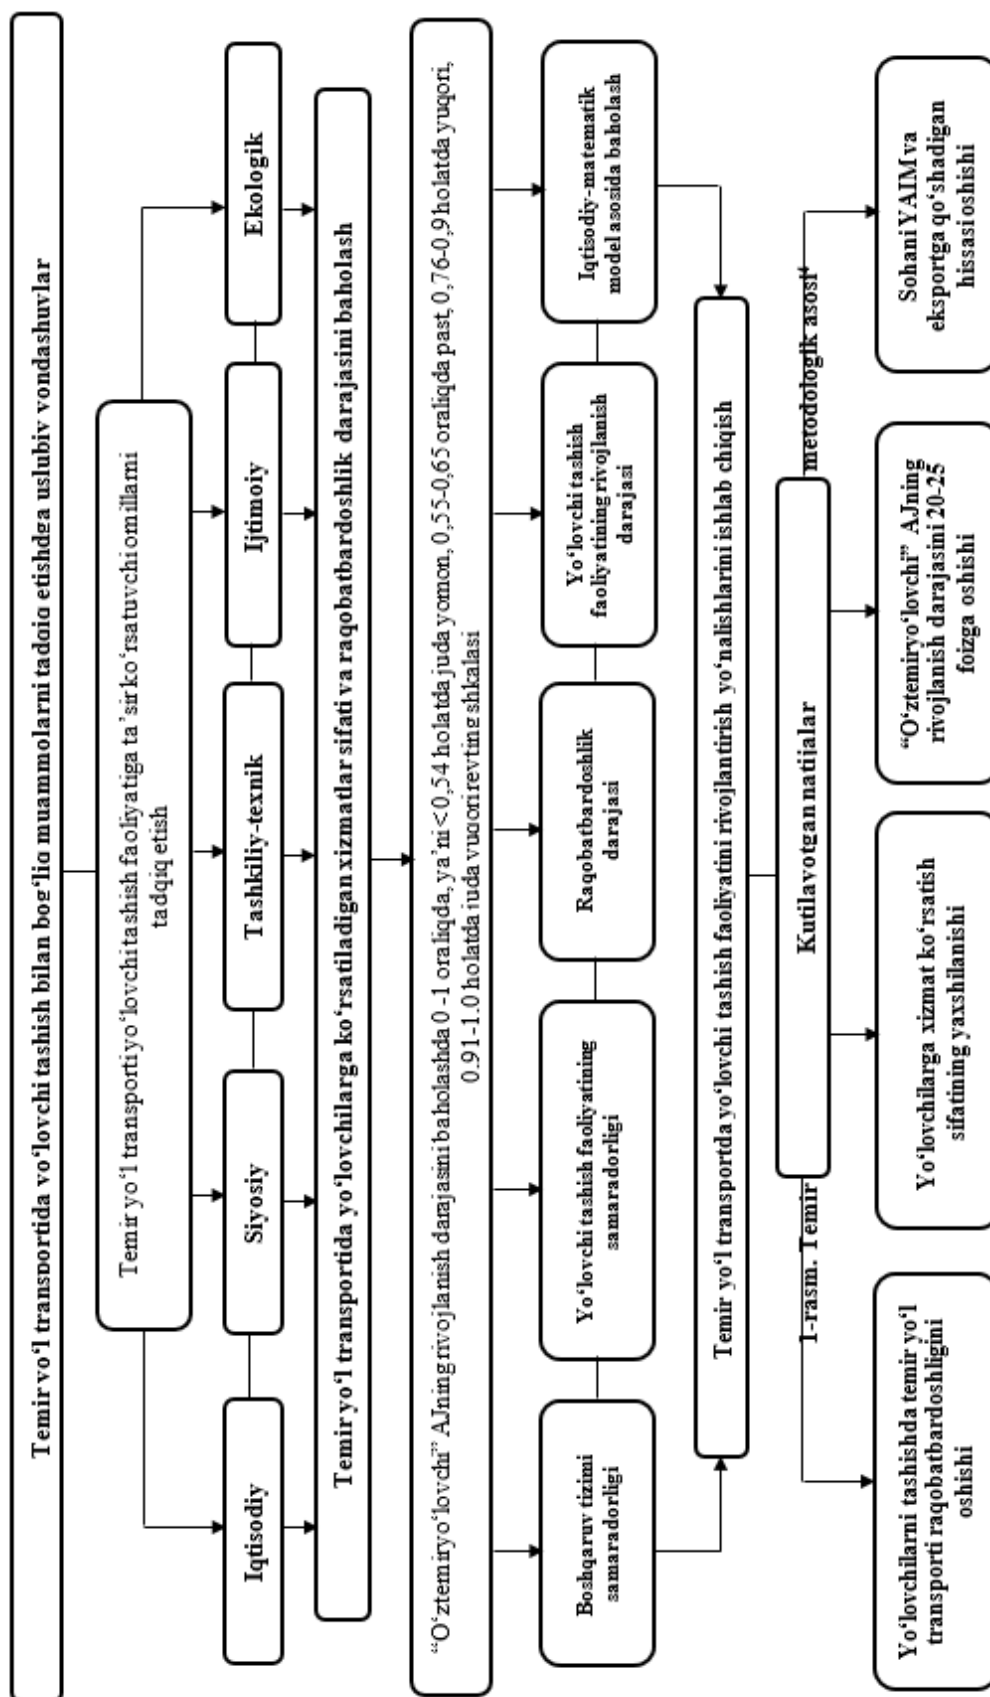 Temir yo‘l transportida yo‘lovchi tashish bilan bog‘liq muammolarni tadqiq etishdga uslubiy yondashuvlar
Temir yo‘l transporti yo‘lovchi tashish faoliyatiga ta’sir ko‘rsatuvchi omillarni
tadqiq etish
Iqtisodiy
Siyosiy
Tashkiliy-texnik
Ijtimoiy
Ekologik
Temir yo‘l transportida yo‘lovchilarga ko‘rsatiladigan xizmatlar sifati va raqobatbardoshlik darajasini baholash
“O‘ztemiryo‘lovchi” AJning rivojlanish darajasini baholashda 0-1 oraliqda, ya’ni < 0,54 holatda juda yomon, 0,55-0,65 oraliqda past, 0,76-0,9 holatda yuqori,
0.91-1.0 holatda juda yuqori reyting shkalasi
Boshqaruv tizimi
samaradorligi
Yo‘lovchi tashish faoliyatining
samaradorligi
Raqobatbardoshlik
darajasi
Yo‘lovchi tashish
faoliyatining rivojlanish
darajasi
Iqtisodiy-matematik
model asosida baholash
Temir yo‘l transportda yo‘lovchi tashish faoliyatini rivojlantirish yo‘nalishlarini ishlab chiqish
Kutilayotgan natijalar
1-rasm. Temir
metodologik asosi⁴
Yo‘lovchilarni tashishda temir yo‘l
transporti raqobatbardoshligini
oshishi
Yo‘lovchilarga xizmat ko‘rsatish
sifatining yaxshilanishi
“O‘ztemiryo‘lovchi” AJning
rivojlanish darajasini 20-25
foizga oshishi
Sohani YAIM va
eksportga qo‘shadigan
hissasi oshishi